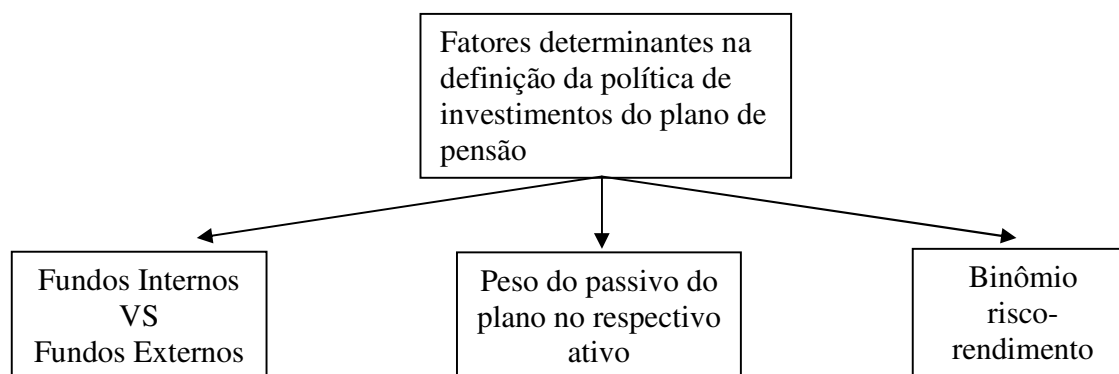 Fatores determinantes na
definição da política de
investimentos do plano de
pensão
Fundos Internos
VS
Fundos Externos
Peso do passivo do
plano no respectivo
ativo
Binômio
risco-
rendimento